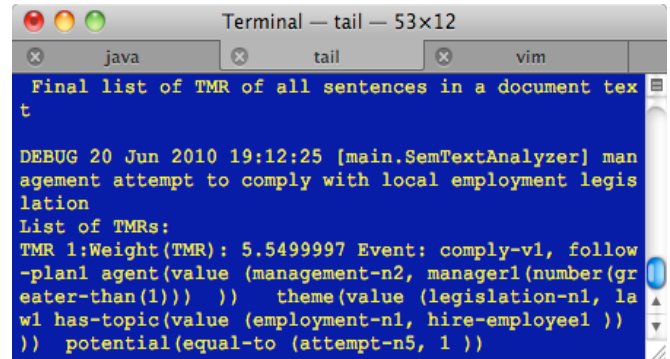 Terminal — tail — 53×12
java tail vim
Final list of TMR of all sentences in a document tex
t
DEBUG 20 Jun 2010 19:12:25 [main.SemTextAnalyzer] man
agement attempt to comply with local employment legis
lation
List of TMRs:
TMR 1:Weight(TMR): 5.5499997 Event: comply-v1, follow
-plan1 agent(value (management-n2, manager1(number(gr
eater-than(1))) )) theme(value (legislation-n1, la
w1 has-topic(value (employment-n1, hire-employee1 ))
)) potential(equal-to (attempt-n5, 1 ))